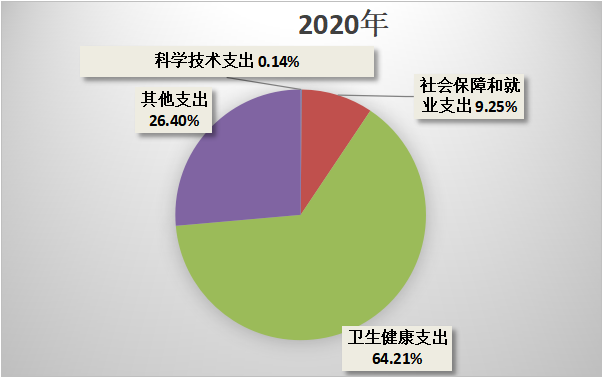 2020年
科学技术支出 0.14%
社会保障和就
业支出 9.25%
其他支出
26.40%
卫生健康支出
64.21%